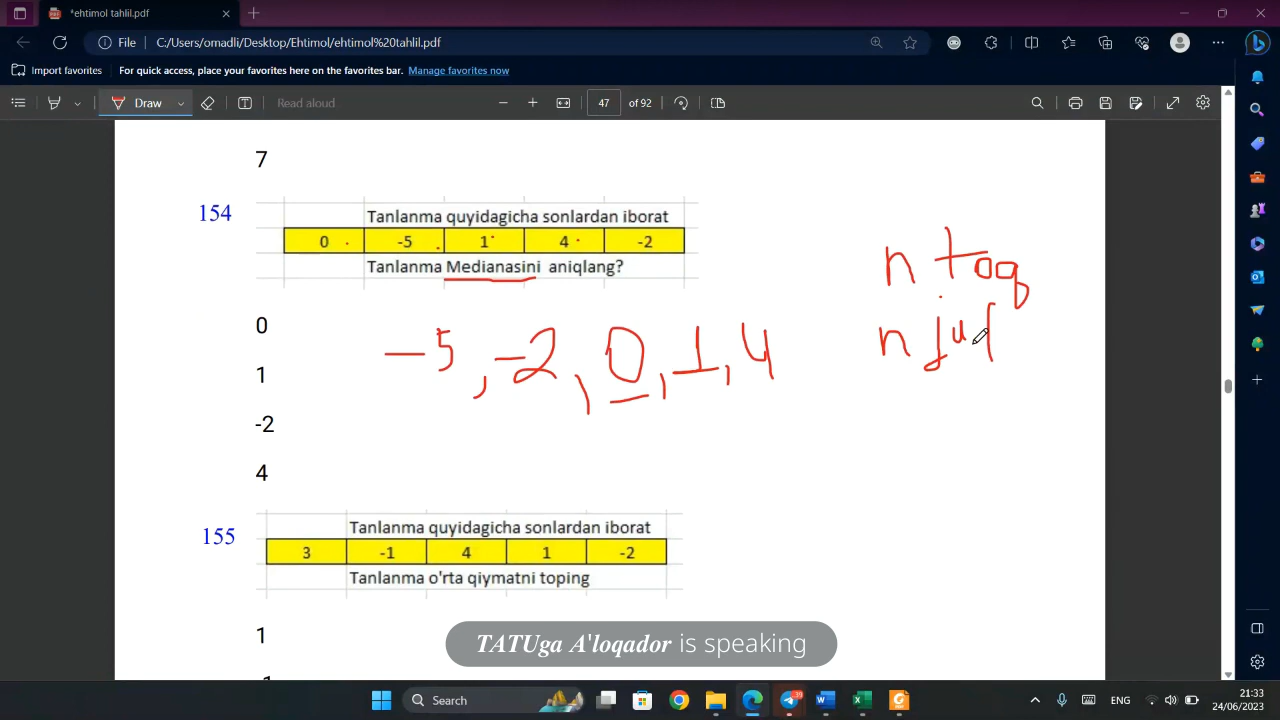 *ehtimol tahlil.pdf
File C:/Users/omadli/Desktop/Ehtimol/ehtimol%20tahlil.pdf
Import favorites For quick access, place your favorites here on the favorites bar. Manage favorites now
Draw Read aloud 47 of 92
7
154
Tanlanma quyidagicha sonlardan iborat
0 -5 1 4 -2
Tanlanma Medianasini aniqlang?
n toq
n juf
-5, -2, 0, 1, 4
0
1
-2
4
155
Tanlanma quyidagicha sonlardan iborat
3 -1 4 1 -2
Tanlanma o'rta qiymatni toping
1
TATUga A'loqador is speaking
Search
39
ENG
21:33
24/06/2023